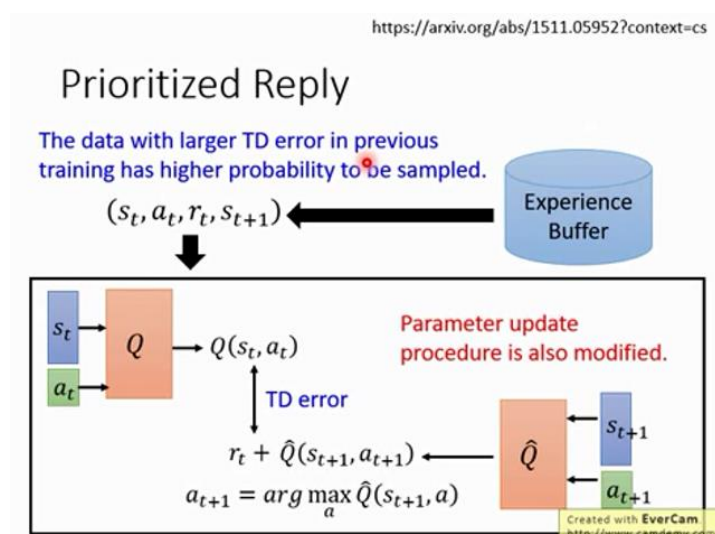 https://arxiv.org/abs/1511.05952?context=cs
Prioritized Reply
The data with larger TD error in previous
training has higher probability to be sampled.
(s_t, a_t, r_t, s_{t+1})
Experience
Buffer
s_t
a_t
Q
Q(s_t, a_t)
Parameter update
procedure is also modified.
TD error
r_t + Q̂(s_{t+1}, a_{t+1})
a_{t+1} = arg max_a Q̂(s_{t+1}, a)
Q̂
s_{t+1}
a_{t+1}
Created with EverCam.